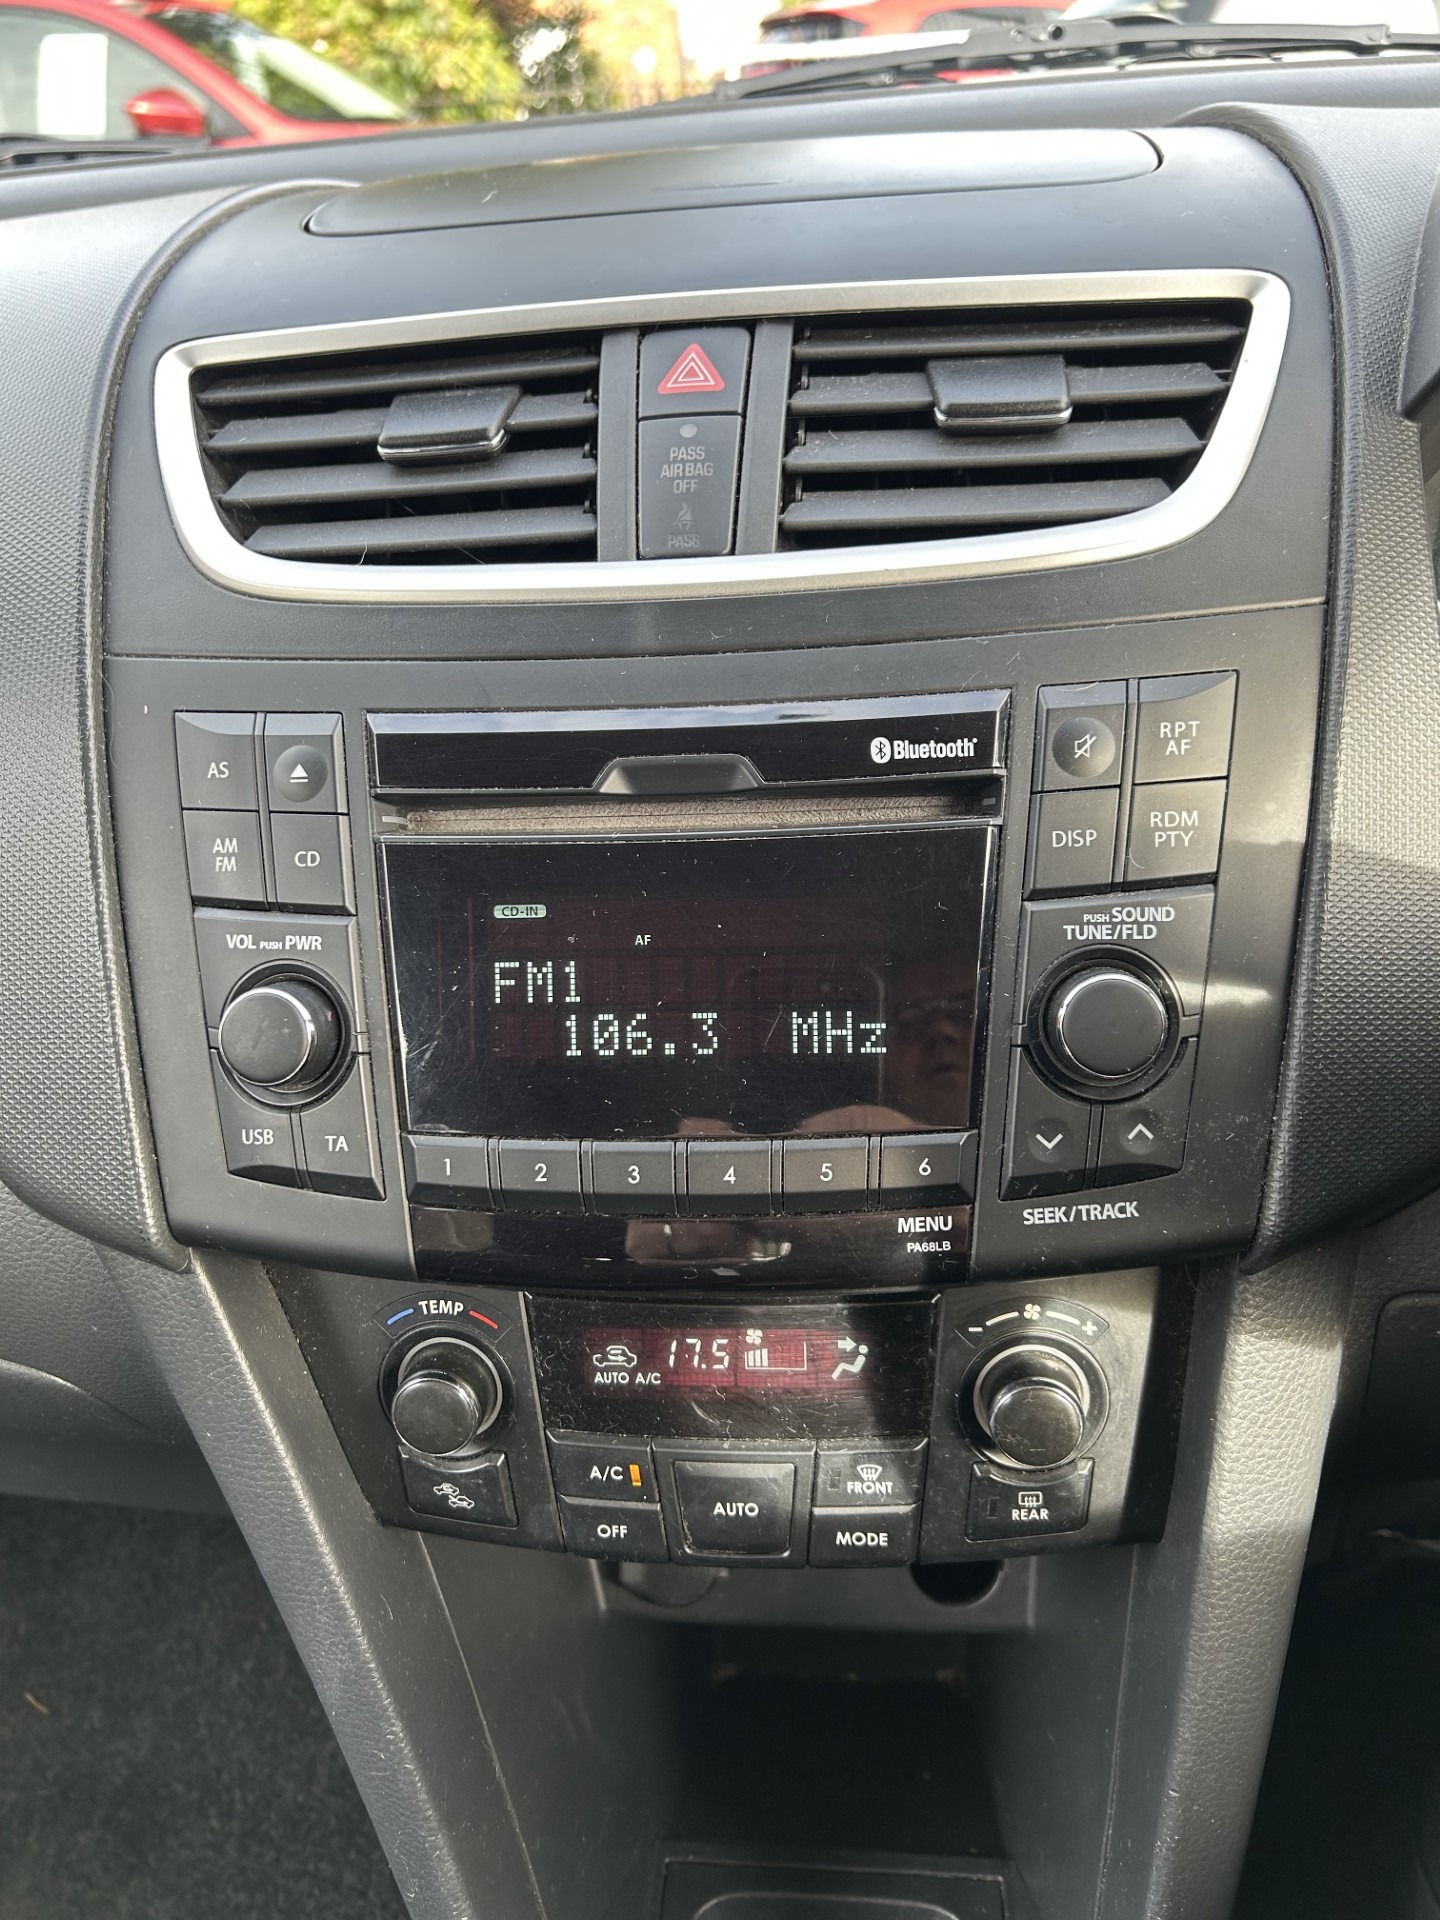 PASS
AIR BAG
OFF
PASS
AS
AM
FM
CD
VOL PUSH PWR
USB
TA
Bluetooth
CD-IN
AF
FM1
106.3 MHz
1 2 3 4 5 6
MENU
PA68LB
RPT
AF
DISP
RDM
PTY
PUSH SOUND
TUNE/FLD
SEEK/TRACK
TEMP
17.5
AUTO A/C
- +
A/C
OFF
AUTO
FRONT
MODE
REAR